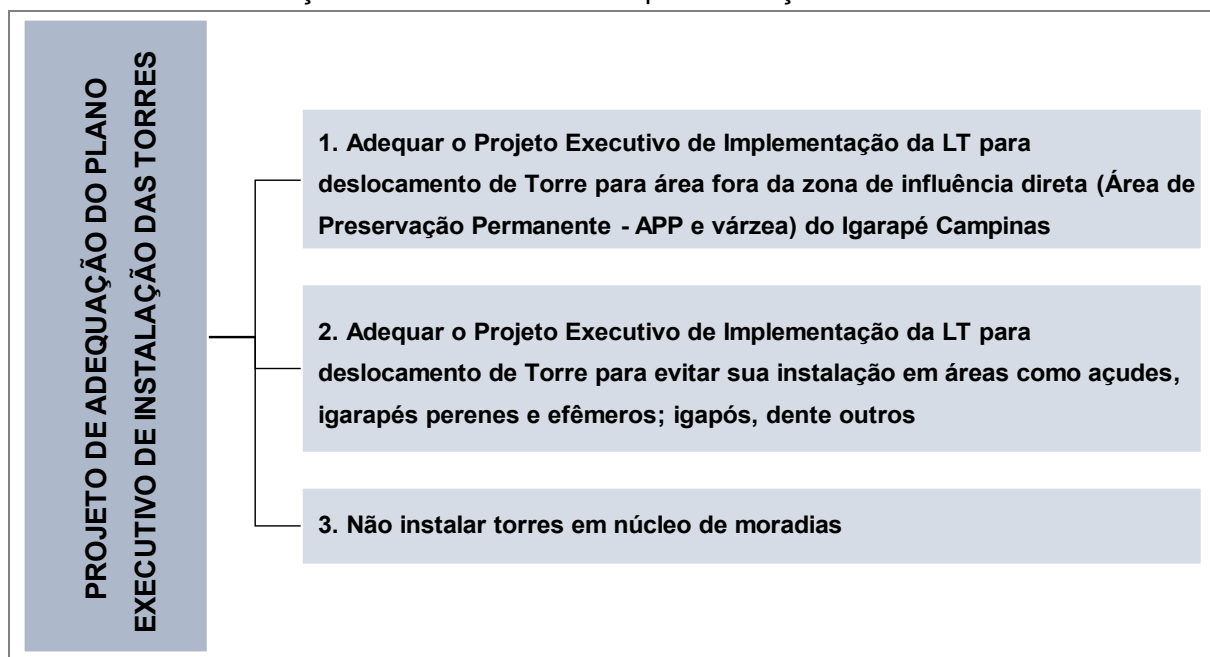 PROJETO DE ADEQUAÇÃO DO PLANO
EXECUTIVO DE INSTALAÇÃO DAS TORRES
1. Adequar o Projeto Executivo de Implementação da LT para
deslocamento de Torre para área fora da zona de influência direta (Área de
Preservação Permanente - APP e várzea) do Igarapé Campinas
2. Adequar o Projeto Executivo de Implementação da LT para
deslocamento de Torre para evitar sua instalação em áreas como açudes,
igarapés perenes e efêmeros; igapós, dente outros
3. Não instalar torres em núcleo de moradias